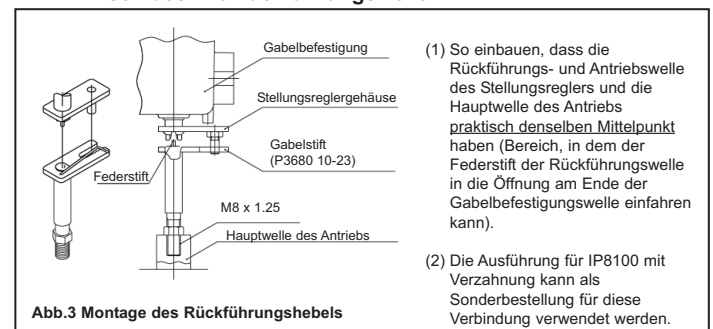 Gabelbefestigung
Stellungsreglergehäuse
Gabelstift
(P3680 10-23)
Federstift
M8 x 1.25
Hauptwelle des Antriebs
Abb.3 Montage des Rückführungshebels
(1) So einbauen, dass die
Rückführungs- und Antriebswelle
des Stellungsreglers und die
Hauptwelle des Antriebs
praktisch denselben Mittelpunkt
haben (Bereich, in dem der
Federstift der Rückführungswelle
in die Öffnung am Ende der
Gabelbefestigungswelle einfahren
kann).
(2) Die Ausführung für IP8100 mit
Verzahnung kann als
Sonderbestellung für diese
Verbindung verwendet werden.